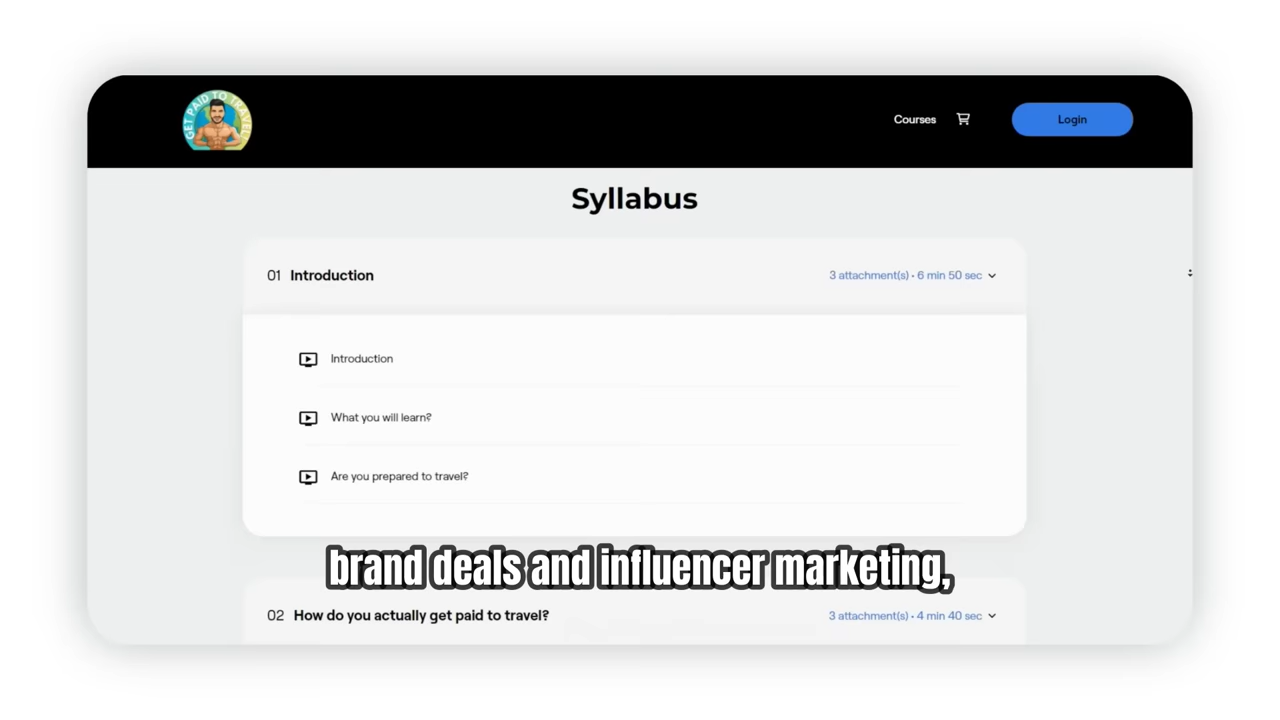 GET PAID TO TRAVEL
Courses
Login
Syllabus
01 Introduction
3 attachment(s) • 6 min 50 sec
Introduction
What you will learn?
Are you prepared to travel?
brand deals and influencer marketing,
02 How do you actually get paid to travel?
3 attachment(s) • 4 min 40 sec